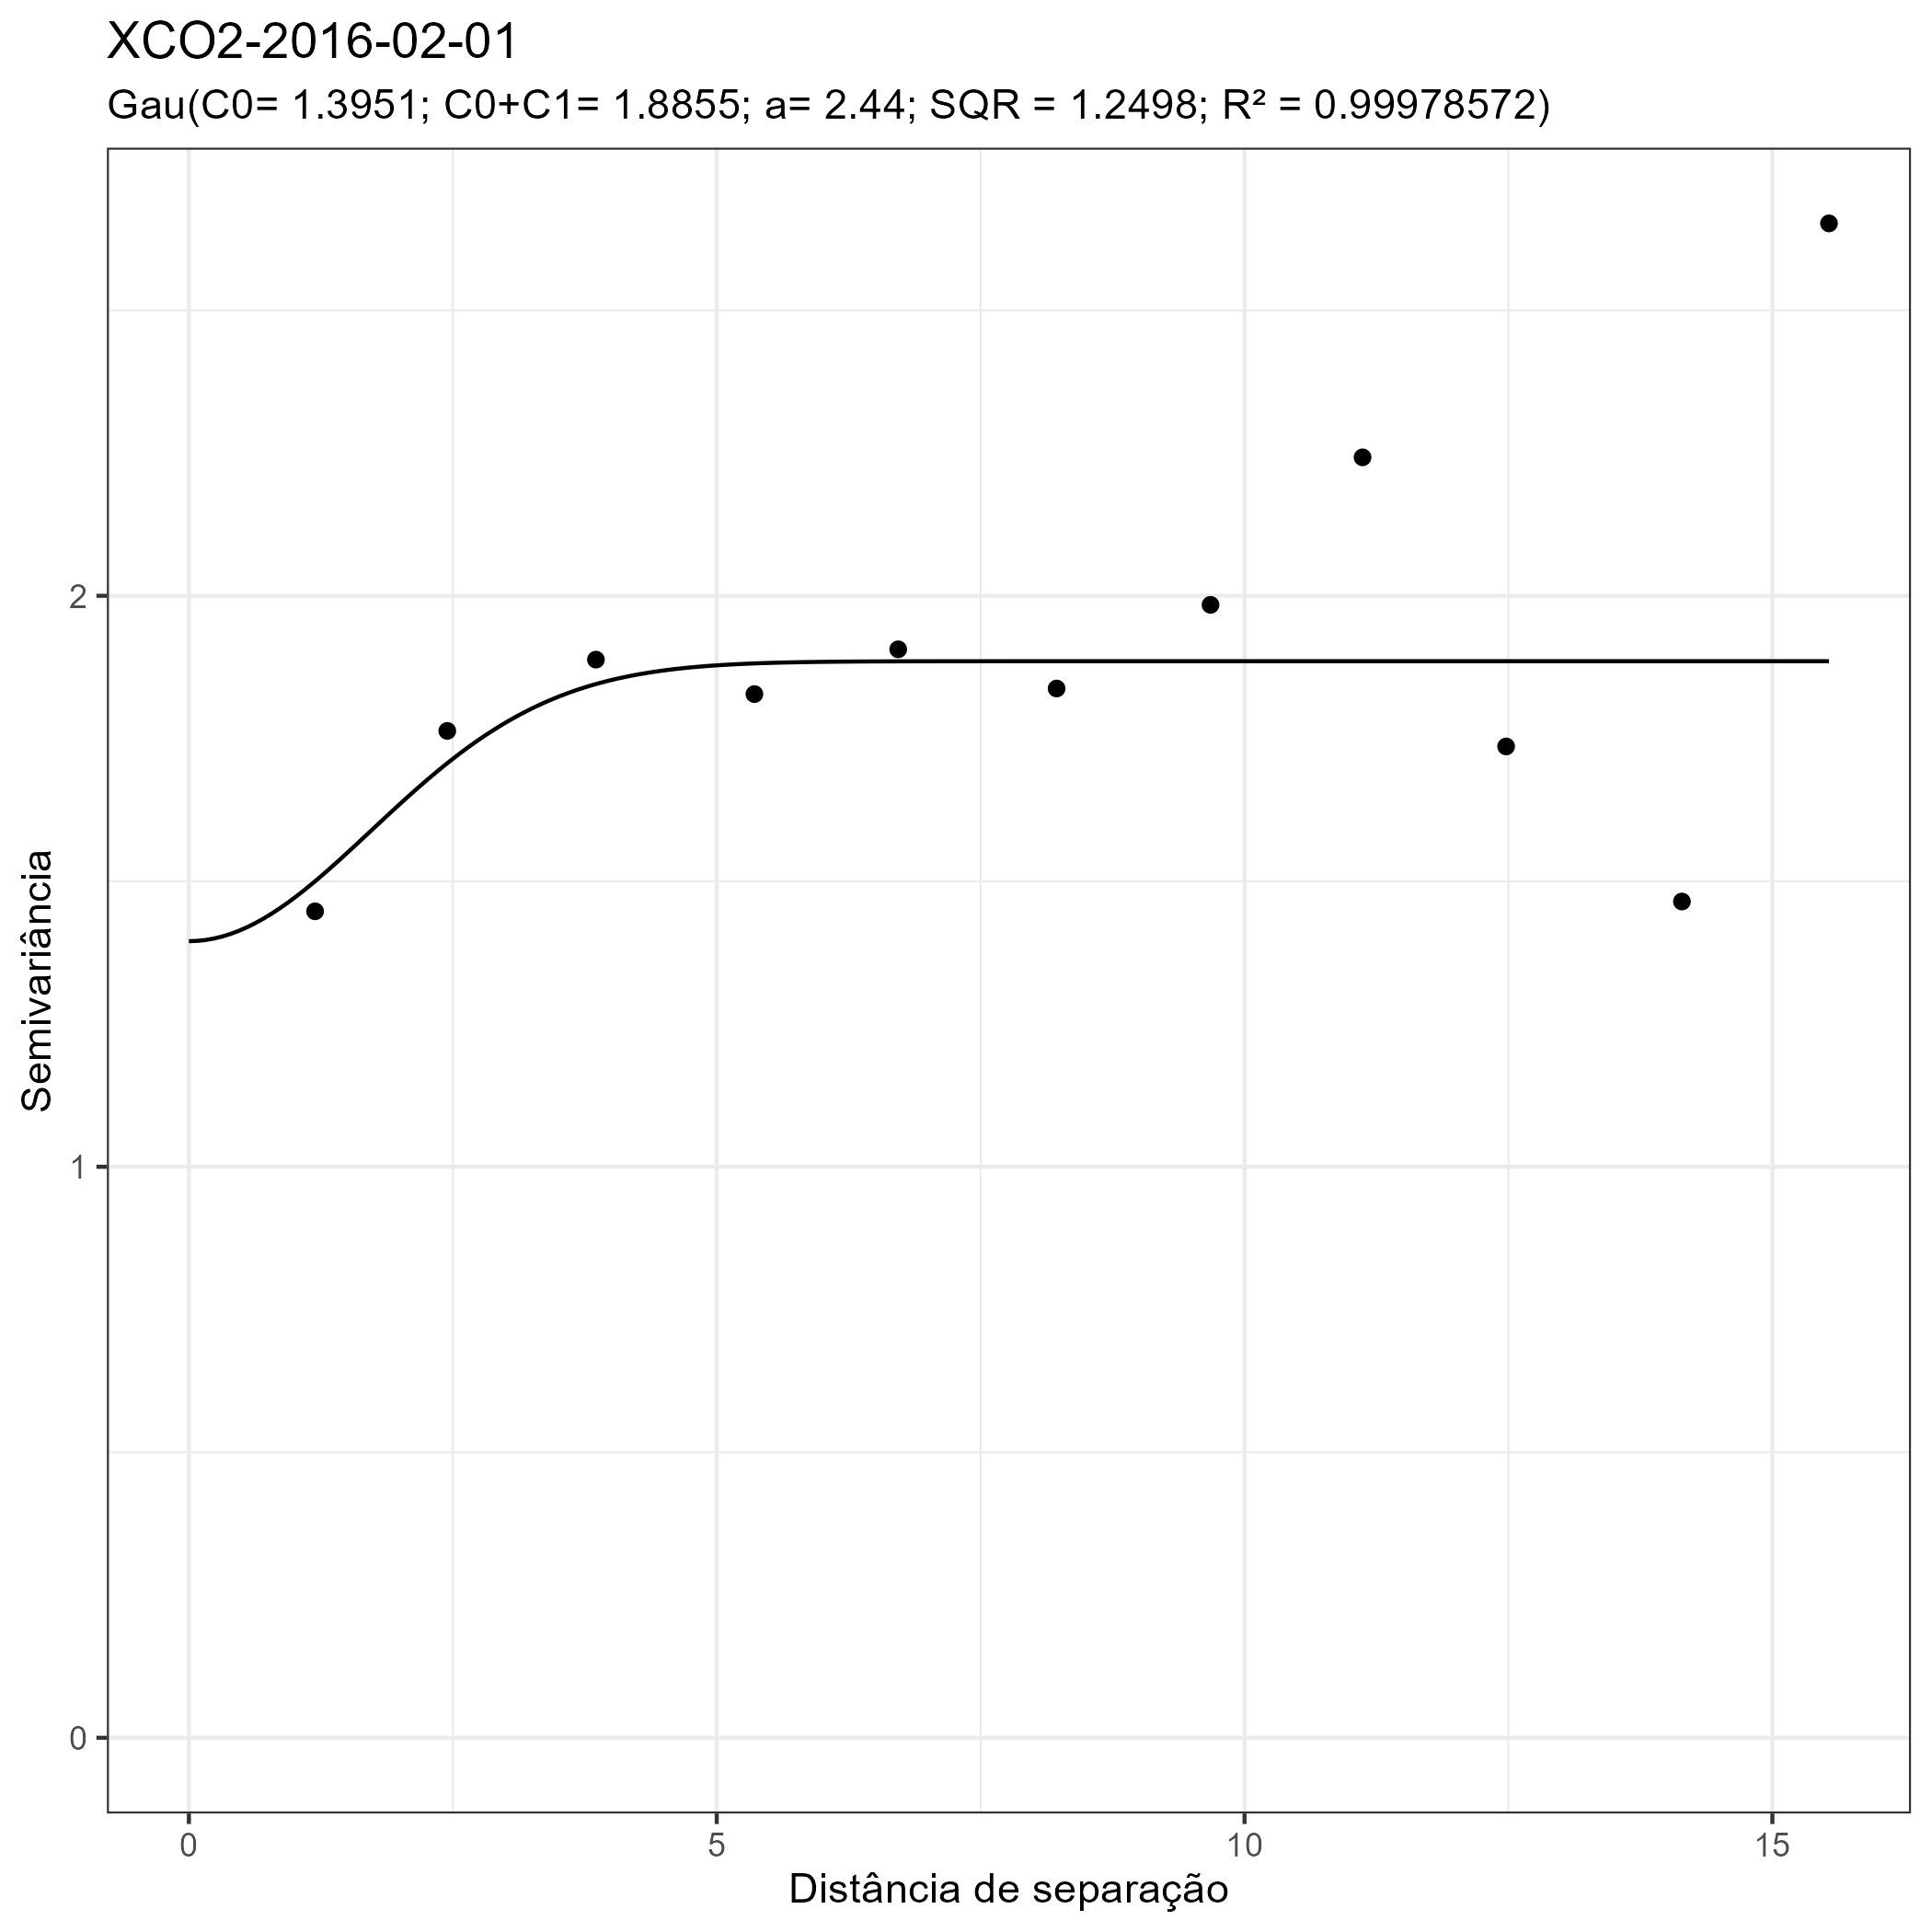 XCO2-2016-02-01
Gau(C0= 1.3951; C0+C1= 1.8855; a= 2.44; SQR = 1.2498; R² = 0.99978572)
Semivariância
2
1
0
0 5 10 15
Distância de separação